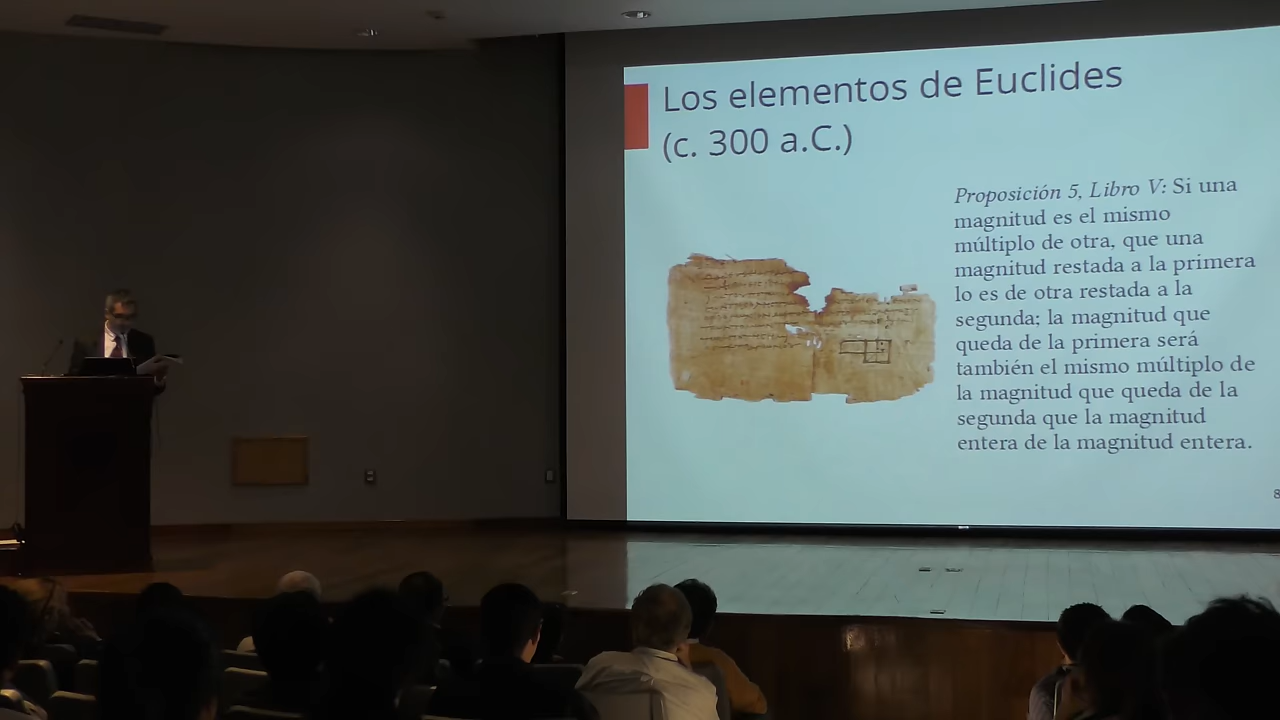 Los elementos de Euclides
(c. 300 a.C.)
Proposición 5, Libro V: Si una
magnitud es el mismo
múltiplo de otra, que una
magnitud restada a la primera
lo es de otra restada a la
segunda; la magnitud que
queda de la primera será
también el mismo múltiplo de
la magnitud que queda de la
segunda que la magnitud
entera de la magnitud entera.
8